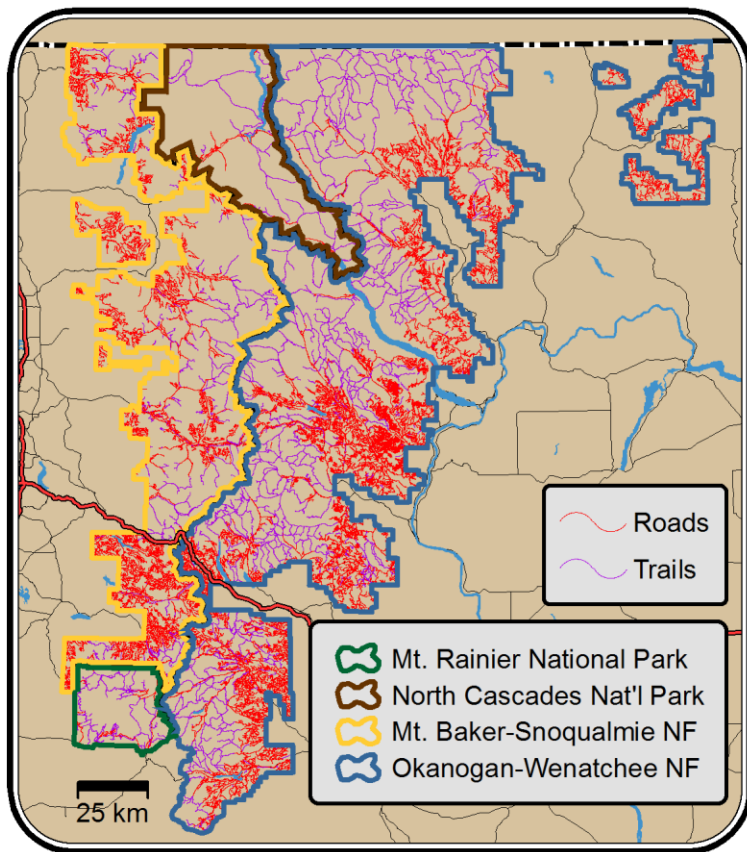 Roads
Trails
Mt. Rainier National Park
North Cascades Nat'l Park
Mt. Baker-Snoqualmie NF
Okanogan-Wenatchee NF
25 km